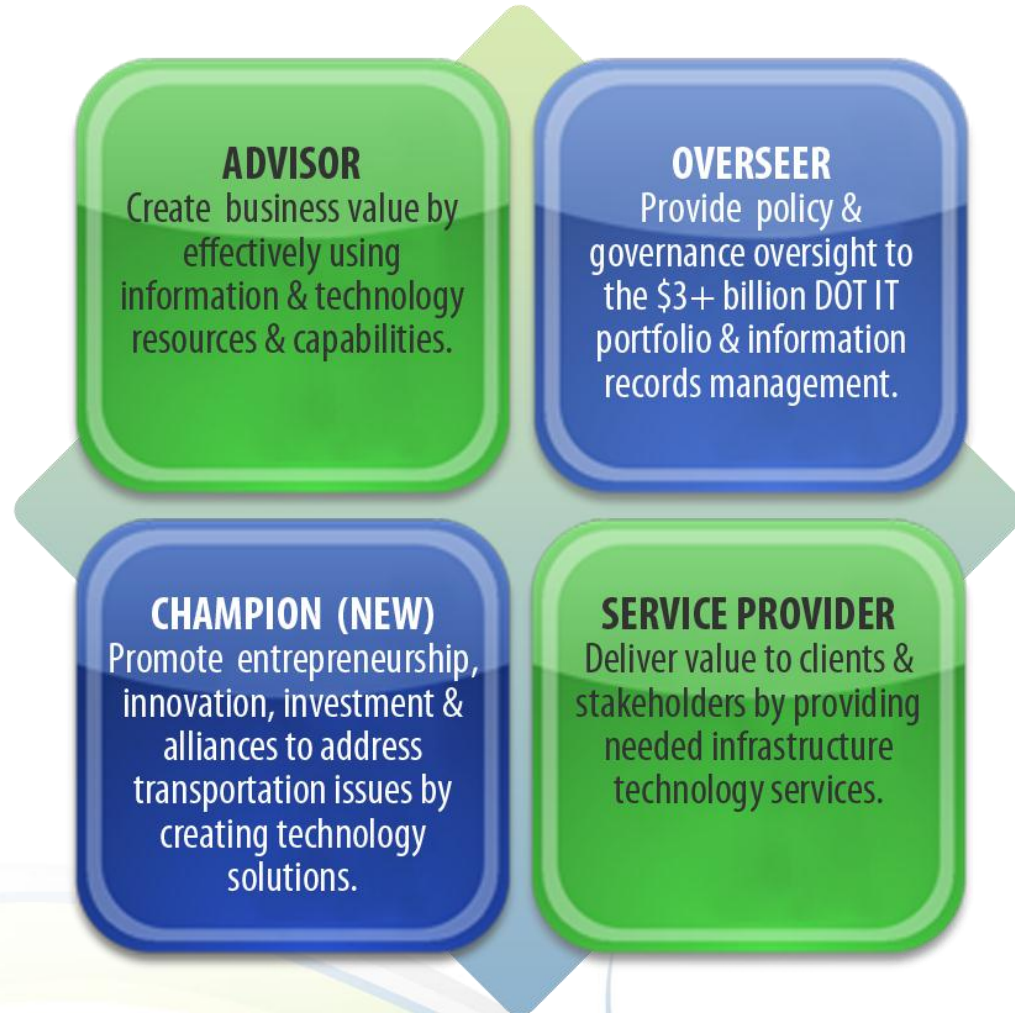 ADVISOR
Create business value by
effectively using
information & technology
resources & capabilities.
OVERSEER
Provide policy &
governance oversight to
the $3+ billion DOT IT
portfolio & information
records management.
CHAMPION (NEW)
Promote entrepreneurship,
innovation, investment &
alliances to address
transportation issues by
creating technology
solutions.
SERVICE PROVIDER
Deliver value to clients &
stakeholders by providing
needed infrastructure
technology services.